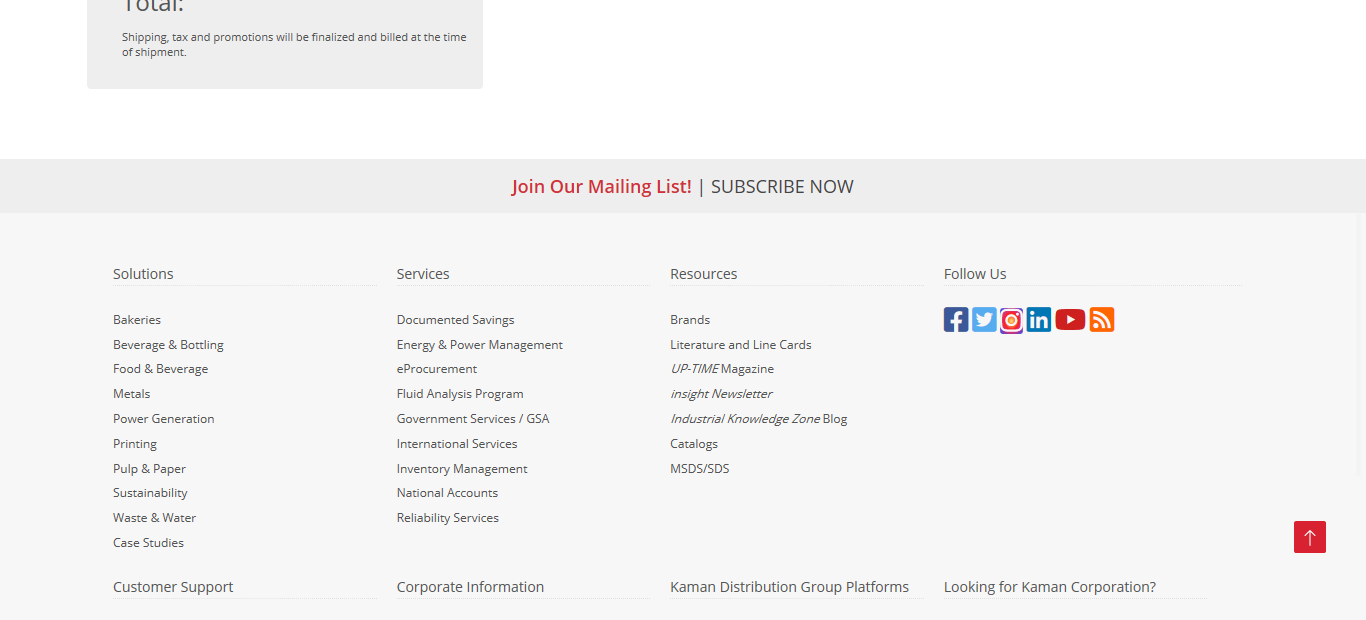 Total:
Shipping, tax and promotions will be finalized and billed at the time
of shipment.
Join Our Mailing List! | SUBSCRIBE NOW
Solutions
Bakeries
Beverage & Bottling
Food & Beverage
Metals
Power Generation
Printing
Pulp & Paper
Sustainability
Waste & Water
Case Studies
Services
Documented Savings
Energy & Power Management
eProcurement
Fluid Analysis Program
Government Services / GSA
International Services
Inventory Management
National Accounts
Reliability Services
Resources
Brands
Literature and Line Cards
UP-TIME Magazine
insight Newsletter
Industrial Knowledge Zone Blog
Catalogs
MSDS/SDS
Follow Us
Customer Support
Corporate Information
Kaman Distribution Group Platforms
Looking for Kaman Corporation?